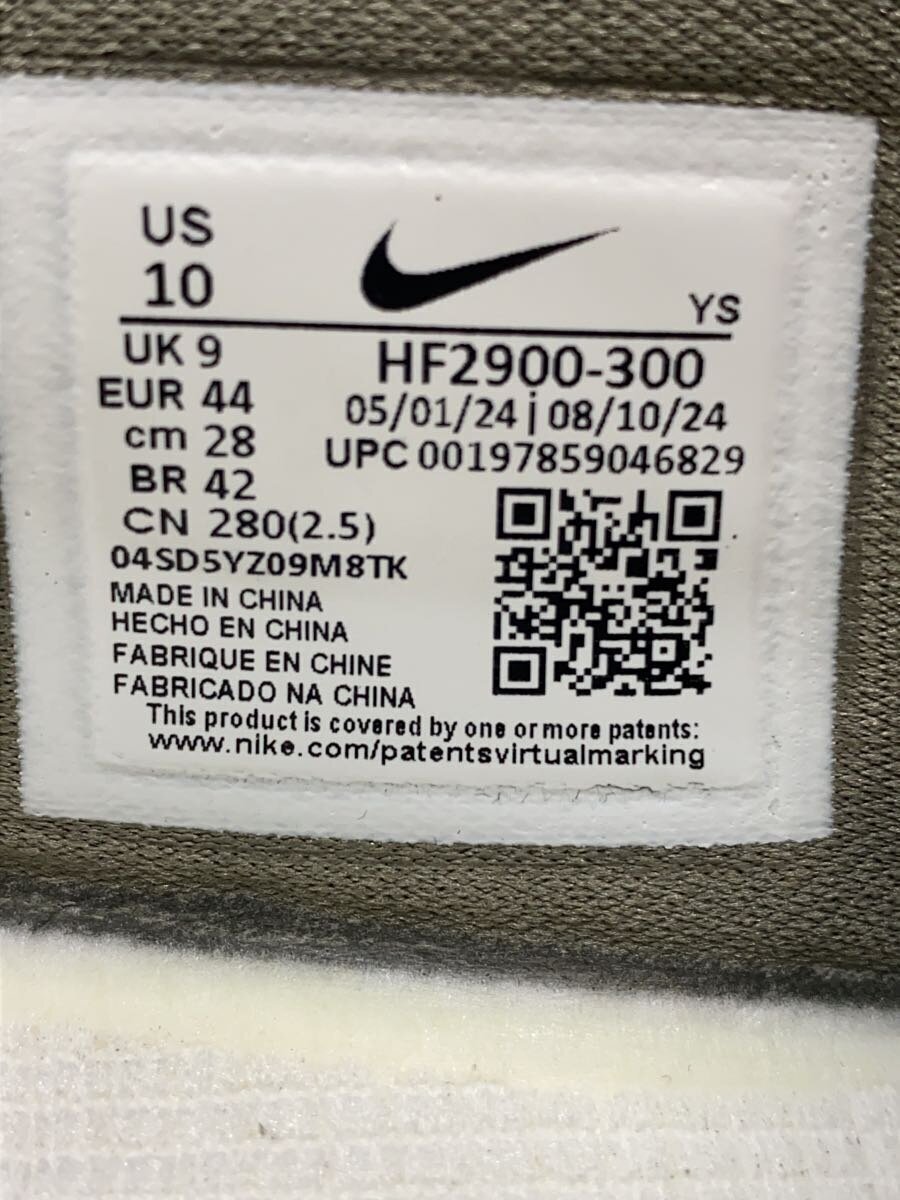 US
10
YS
UK 9
EUR 44
cm 28
BR 42
CN 280(2.5)
HF2900-300
05/01/24 | 08/10/24
UPC 00197859046829
04SD5YZ09M8TK
MADE IN CHINA
HECHO EN CHINA
FABRIQUE EN CHINE
FABRICADO NA CHINA
This product is covered by one or more patents:
www.nike.com/patentsvirtualmarking